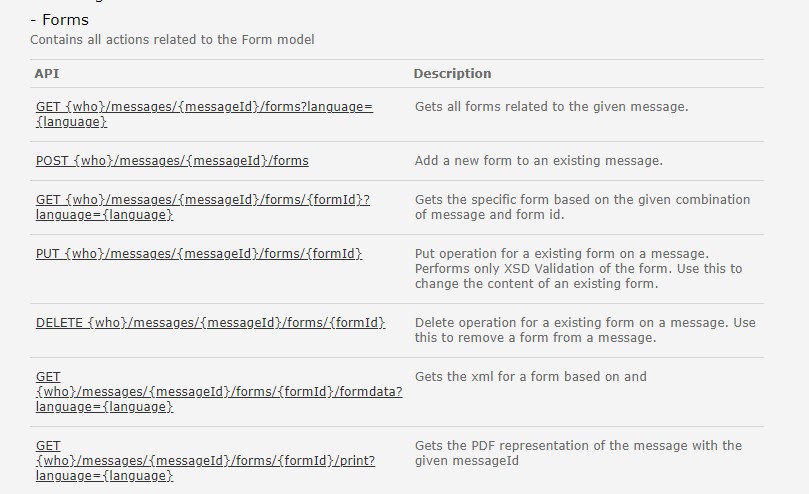 - Forms
Contains all actions related to the Form model
API Description
GET {who}/messages/{messageId}/forms?language=
{language}
Gets all forms related to the given message.
POST {who}/messages/{messageId}/forms
Add a new form to an existing message.
GET {who}/messages/{messageId}/forms/{formId}?
language={language}
Gets the specific form based on the given combination
of message and form id.
PUT {who}/messages/{messageId}/forms/{formId}
Put operation for a existing form on a message.
Performs only XSD Validation of the form. Use this to
change the content of an existing form.
DELETE {who}/messages/{messageId}/forms/{formId}
Delete operation for a existing form on a message. Use
this to remove a form from a message.
GET
{who}/messages/{messageId}/forms/{formId}/formdata?
language={language}
Gets the xml for a form based on and
GET
{who}/messages/{messageId}/forms/{formId}/print?
language={language}
Gets the PDF representation of the message with the
given messageId